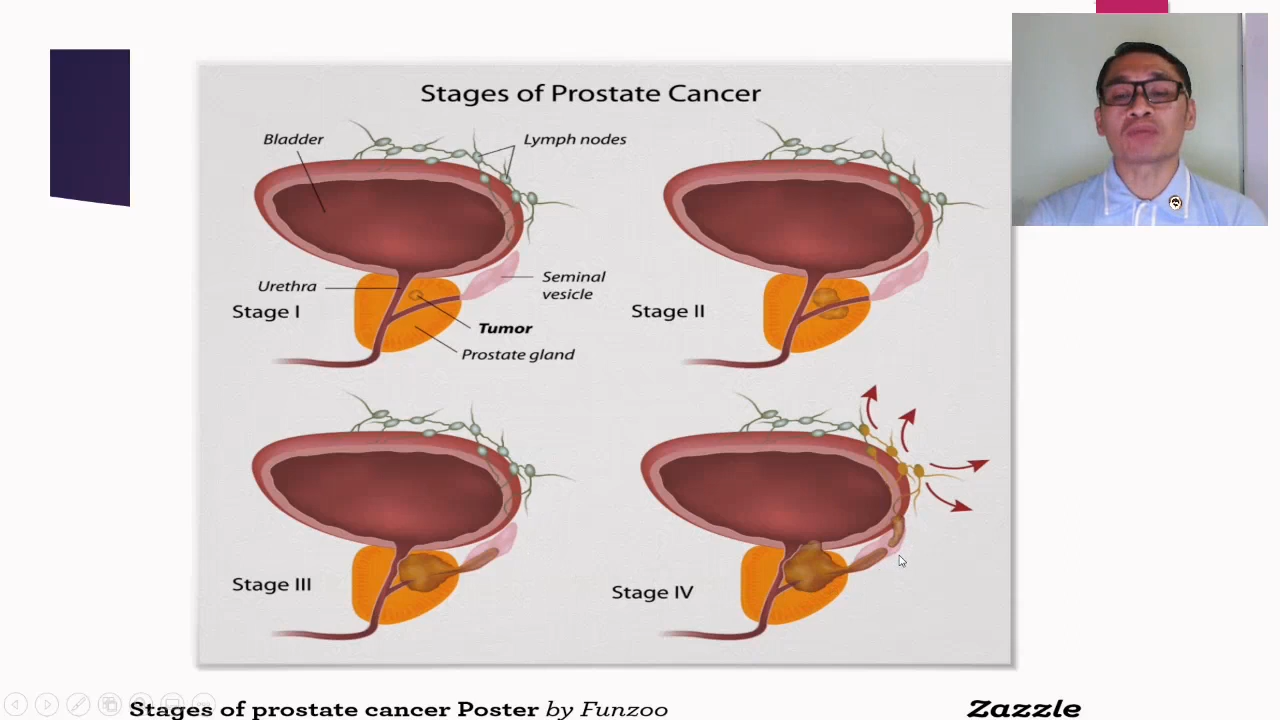 Stages of Prostate Cancer
Bladder
Lymph nodes
Urethra
Seminal
vesicle
Stage I
Tumor
Prostate gland
Stage II
Stage III
Stage IV
Stages of prostate cancer Poster by Funzoo
Zazzle